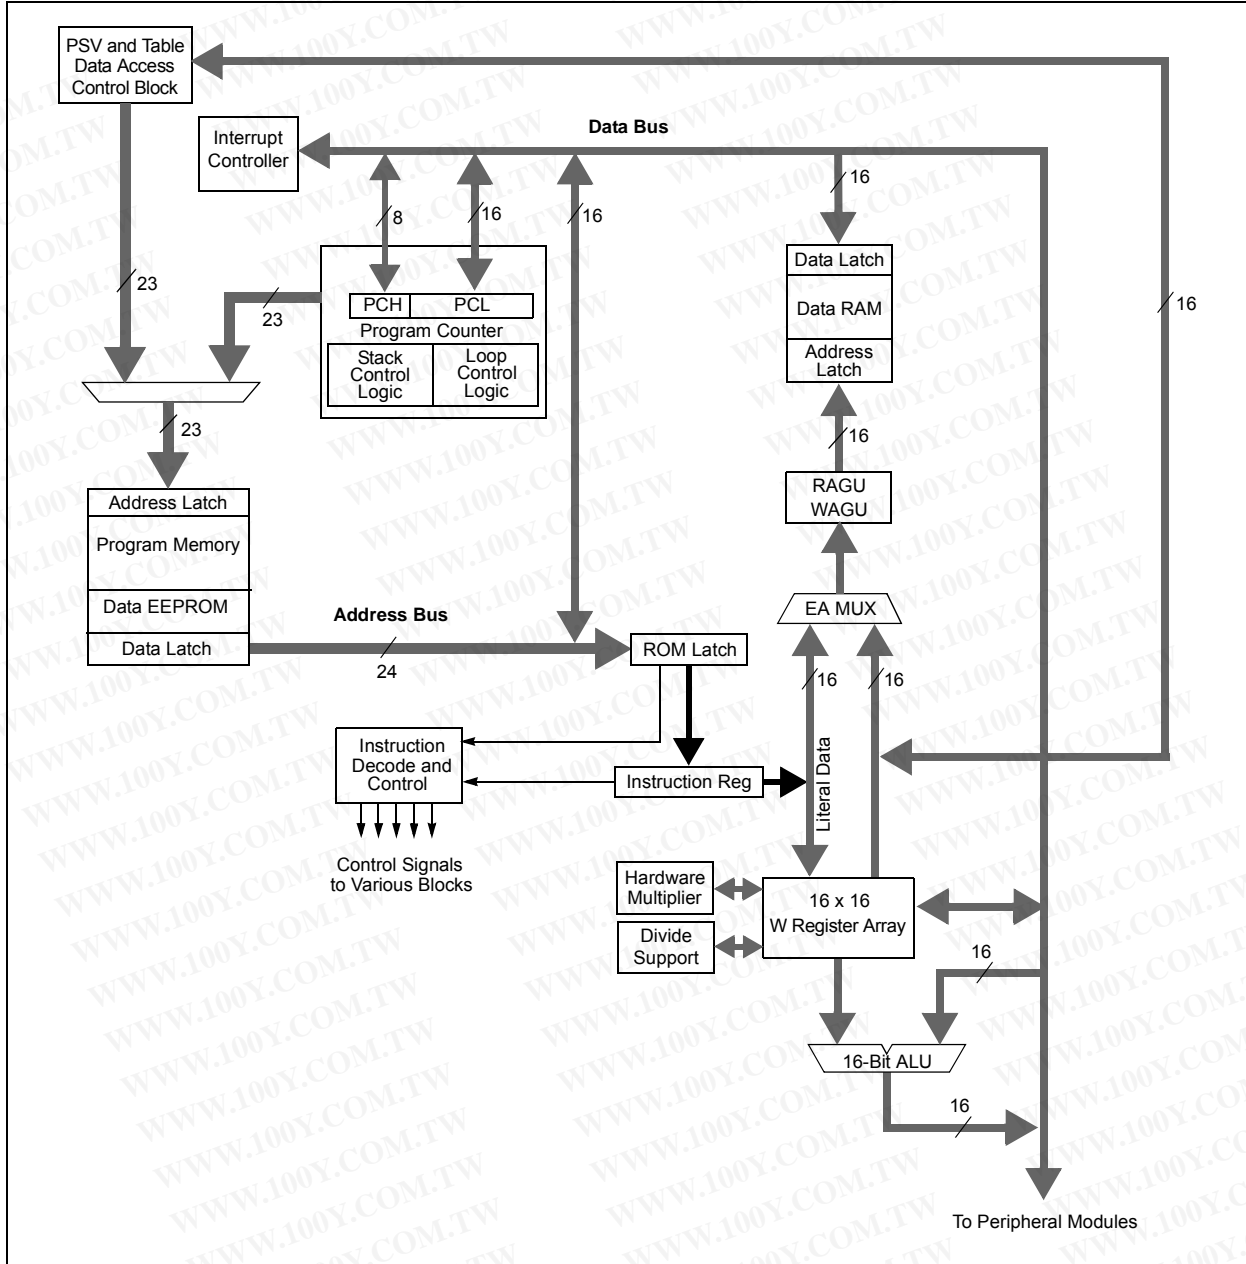 PSV and Table
Data Access
Control Block
Interrupt
Controller
Data Bus
8
16
16
16
16
23
23
PCH
PCL
Program Counter
Stack
Control
Logic
Loop
Control
Logic
Data Latch
Data RAM
Address
Latch
23
16
RAGU
WAGU
Address Latch
Program Memory
Data EEPROM
Data Latch
Address Bus
24
EA MUX
ROM Latch
16
16
Instruction
Decode and
Control
Instruction Reg
Literal Data
Control Signals
to Various Blocks
Hardware
Multiplier
Divide
Support
16 x 16
W Register Array
16
16-Bit ALU
16
To Peripheral Modules
WWW.100Y.COM.TW